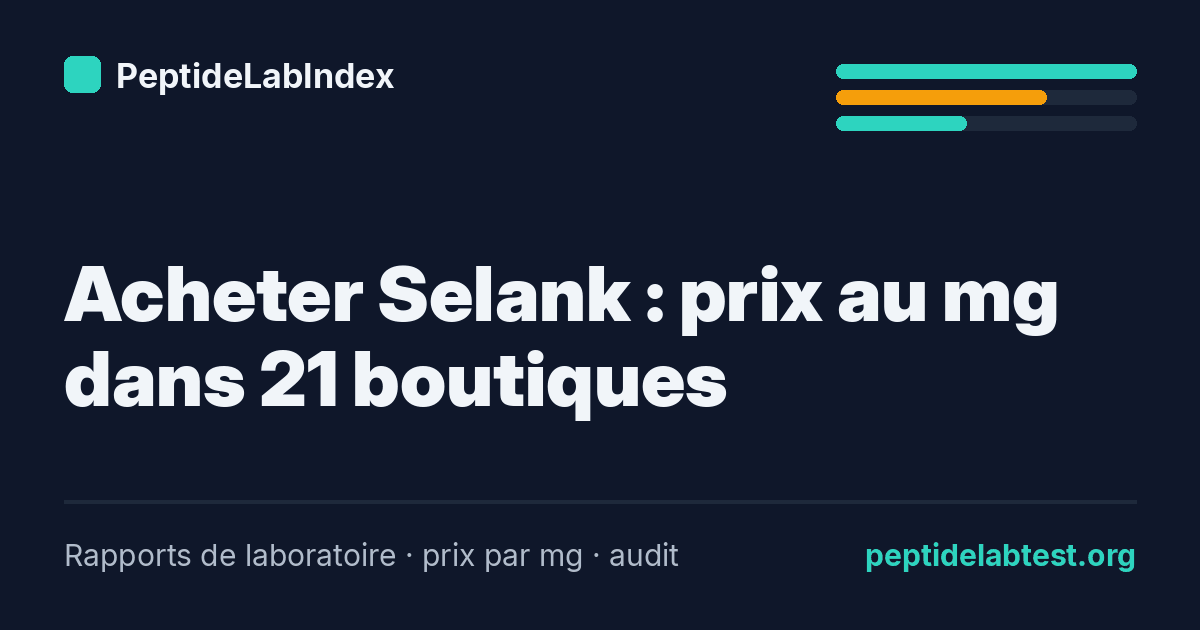 PeptideLabIndex
Acheter Selank : prix au mg
dans 21 boutiques
Rapports de laboratoire · prix par mg · audit
peptidelabtest.org